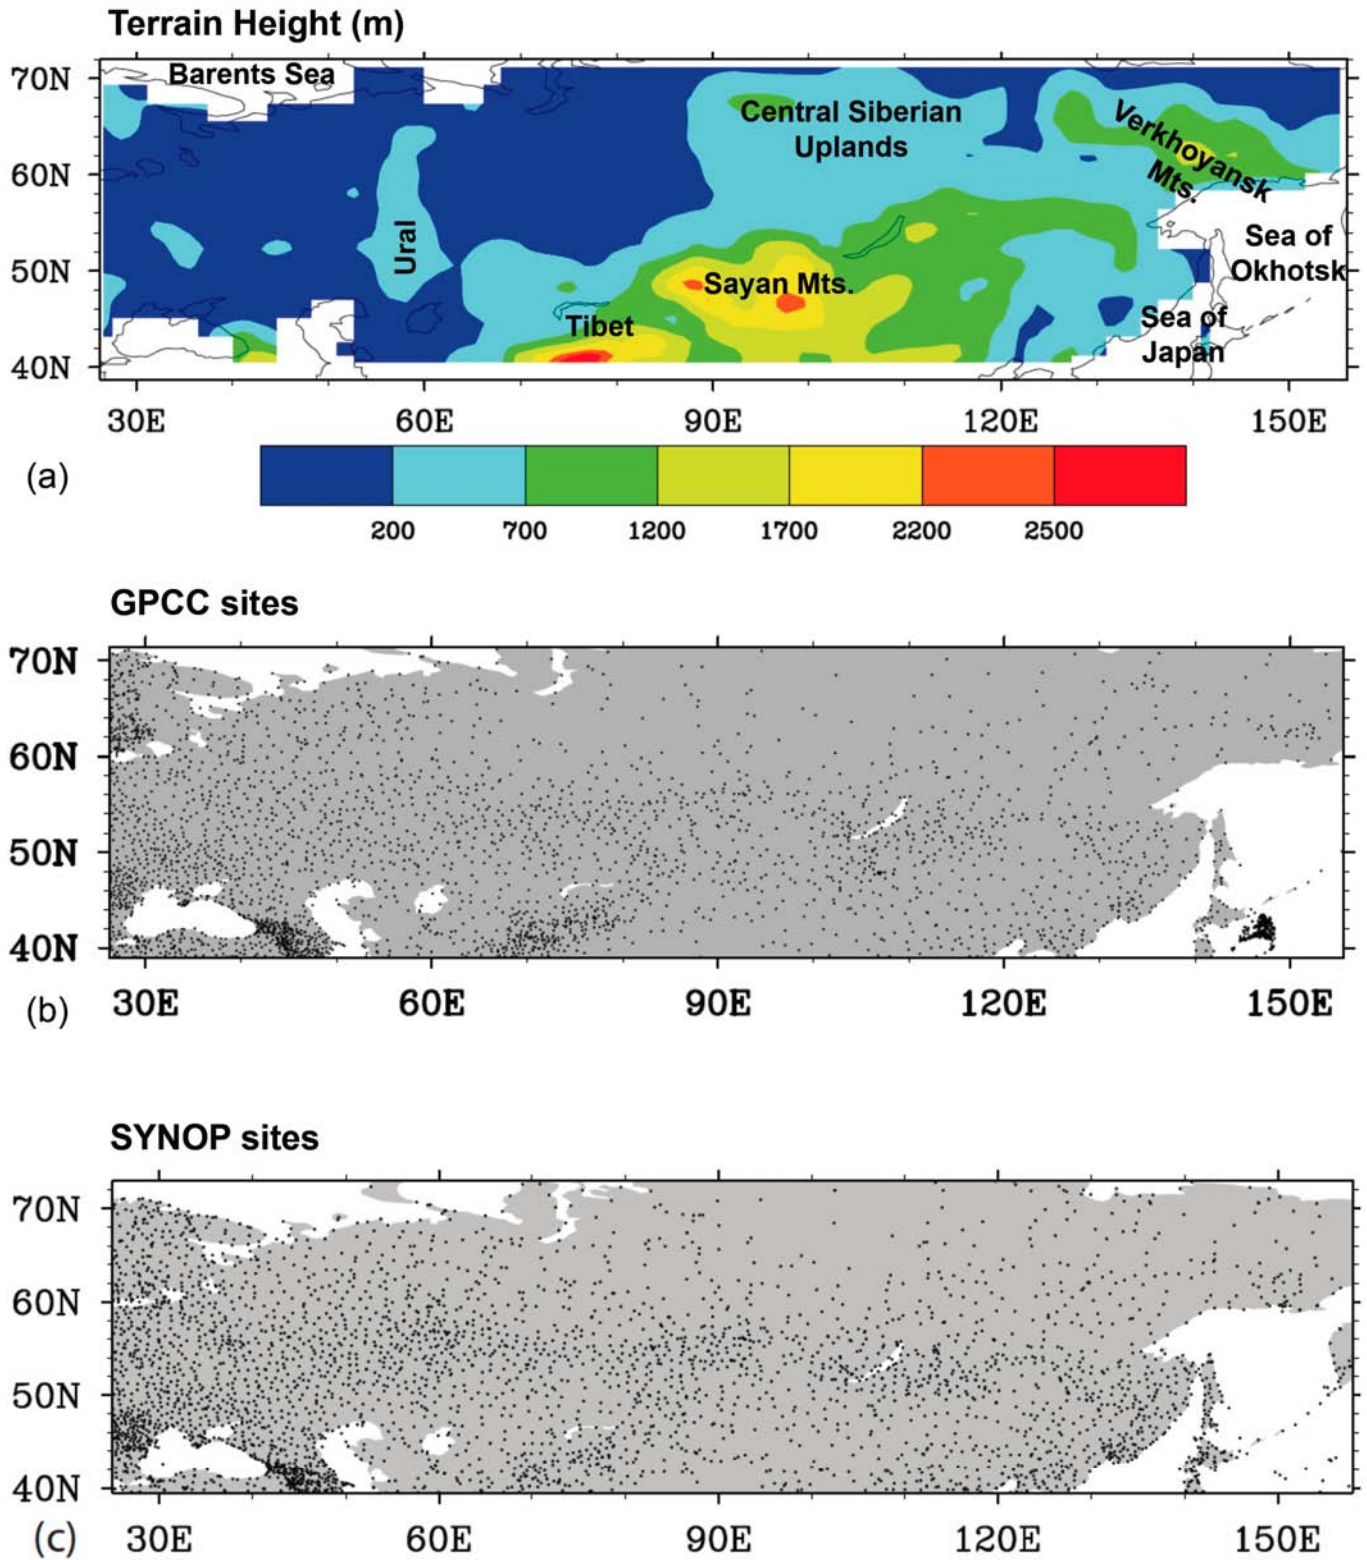 Terrain Height (m)
70N
Barents Sea
Central Siberian
Uplands
Verkhoyansk
Mts.
60N
Ural
Sea of
Okhotsk
50N
Sayan Mts.
Tibet
Sea of
Japan
40N
30E 60E 90E 120E 150E
(a)
200 700 1200 1700 2200 2500
GPCC sites
70N
60N
50N
40N
(b)
30E 60E 90E 120E 150E
SYNOP sites
70N
60N
50N
40N
(c)
30E 60E 90E 120E 150E